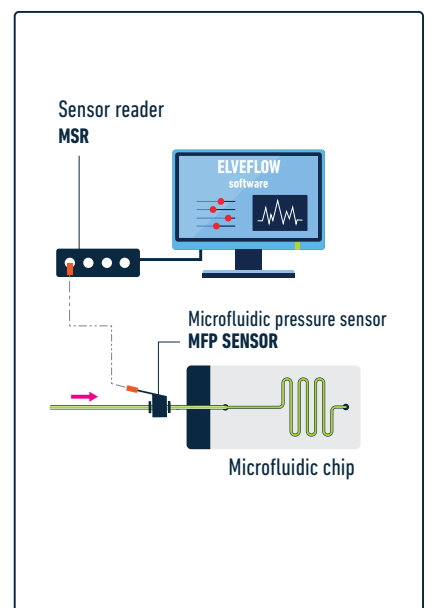 Sensor reader
MSR
ELVEFLOW
software
Microfluidic pressure sensor
MFP SENSOR
Microfluidic chip